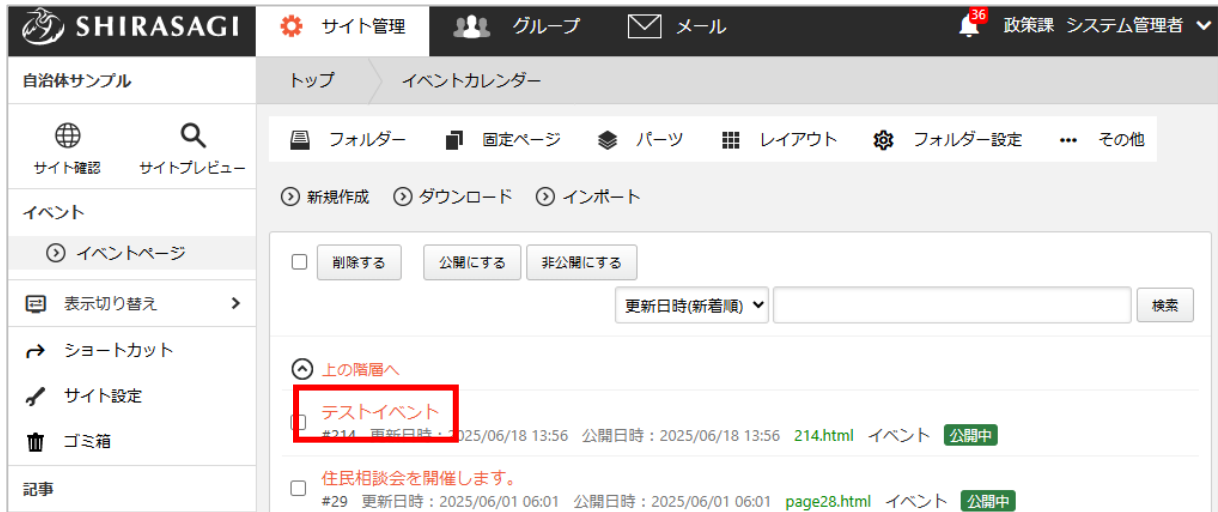 SHIRASAGI サイト管理 グループ メール 36 政策課 システム管理者
自治体サンプル トップ イベントカレンダー
フォルダー 固定ページ パーツ レイアウト フォルダー設定 ••• その他
サイト確認 サイトプレビュー
新規作成 ダウンロード インポート
イベント
イベントページ
削除する 公開にする 非公開にする
表示切り替え
更新日時(新着順) 検索
ショートカット
上の階層へ
サイト設定
テストイベント
#214 更新日時：2025/06/18 13:56 公開日時：2025/06/18 13:56 214.html イベント 公開中
ゴミ箱
住民相談会を開催します。
記事
#29 更新日時：2025/06/01 06:01 公開日時：2025/06/01 06:01 page28.html イベント 公開中